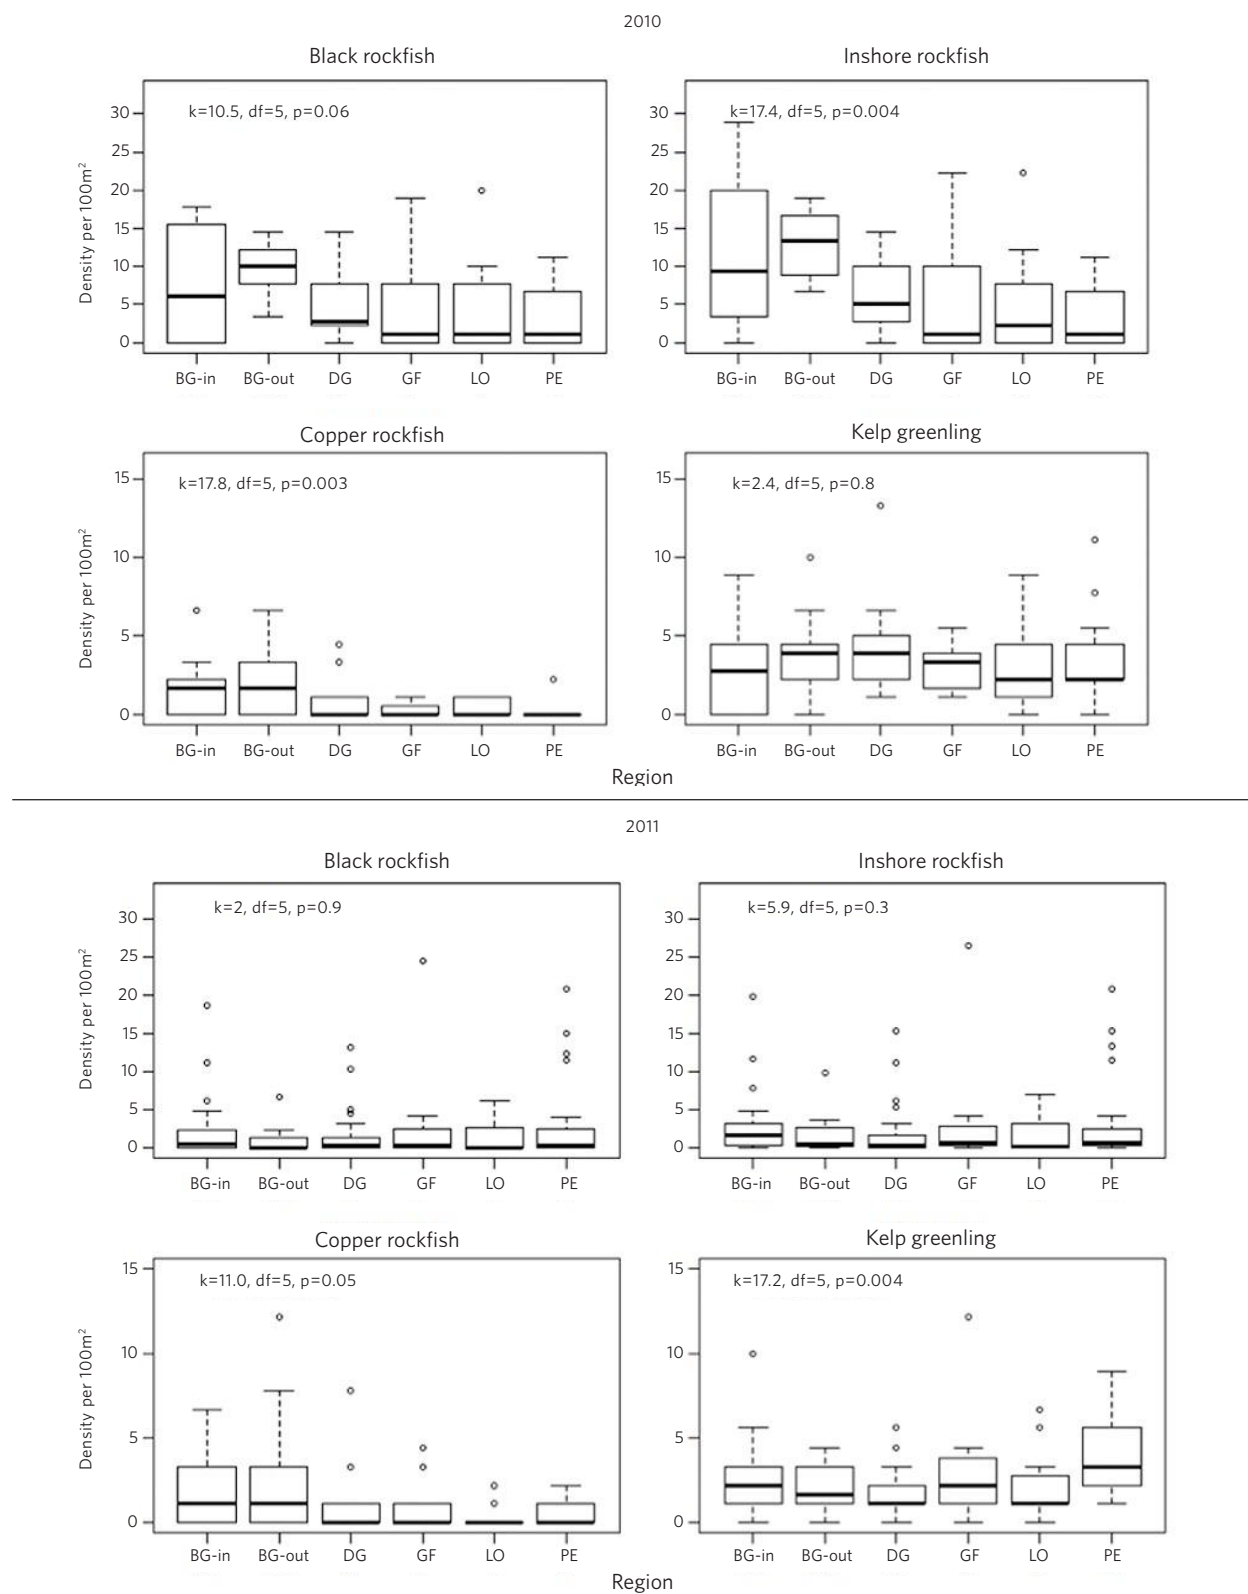 2010
Black rockfish
Inshore rockfish
k=10.5, df=5, p=0.06
k=17.4, df=5, p=0.004
Density per 100m²
30
25
20
15
10
5
0
30
25
20
15
10
5
0
BG-in BG-out DG GF LO PE
BG-in BG-out DG GF LO PE
Copper rockfish
Kelp greenling
k=17.8, df=5, p=0.003
k=2.4, df=5, p=0.8
Density per 100m²
15
10
5
0
15
10
5
0
BG-in BG-out DG GF LO PE
BG-in BG-out DG GF LO PE
Region
2011
Black rockfish
Inshore rockfish
k=2, df=5, p=0.9
k=5.9, df=5, p=0.3
Density per 100m²
30
25
20
15
10
5
0
30
25
20
15
10
5
0
BG-in BG-out DG GF LO PE
BG-in BG-out DG GF LO PE
Copper rockfish
Kelp greenling
k=11.0, df=5, p=0.05
k=17.2, df=5, p=0.004
Density per 100m²
15
10
5
0
15
10
5
0
BG-in BG-out DG GF LO PE
BG-in BG-out DG GF LO PE
Region